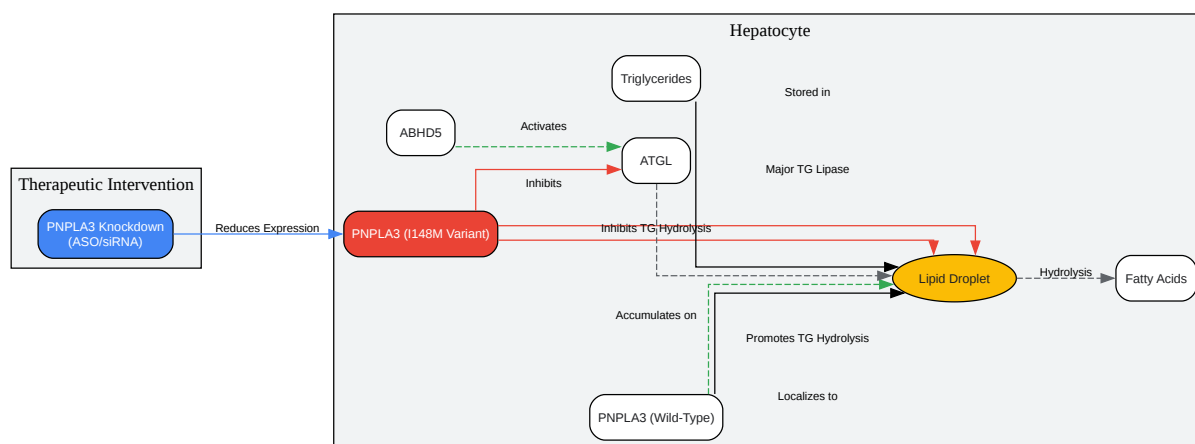 Hepatocyte
Triglycerides
Stored in
ABHD5
Activates
ATGL
Major TG Lipase
Therapeutic Intervention
Inhibits
PNPLA3 Knockdown
(ASO/siRNA)
Reduces Expression
PNPLA3 (I148M Variant)
Inhibits TG Hydrolysis
Lipid Droplet
Hydrolysis
Fatty Acids
Accumulates on
Promotes TG Hydrolysis
Localizes to
PNPLA3 (Wild-Type)